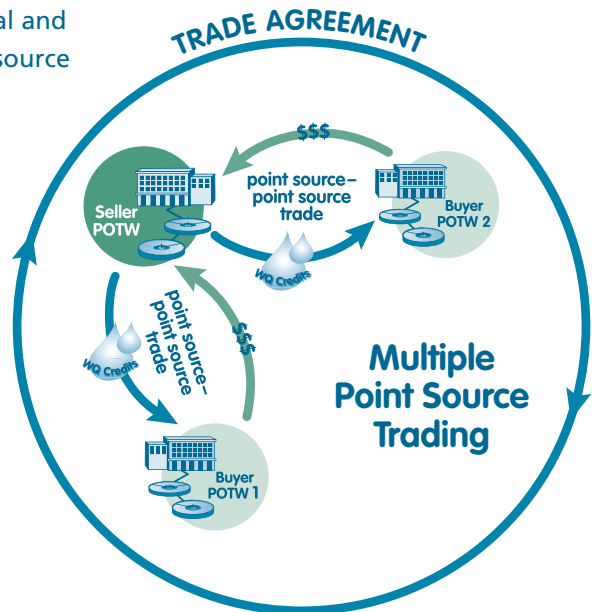 al and
source
TRADE AGREEMENT
$$$
point source–
point source
trade
Seller
POTW
Buyer
POTW 2
WQ Credits
point source–
point source
trade
$$$
WQ Credits
Multiple
Point Source
Trading
Buyer
POTW 1